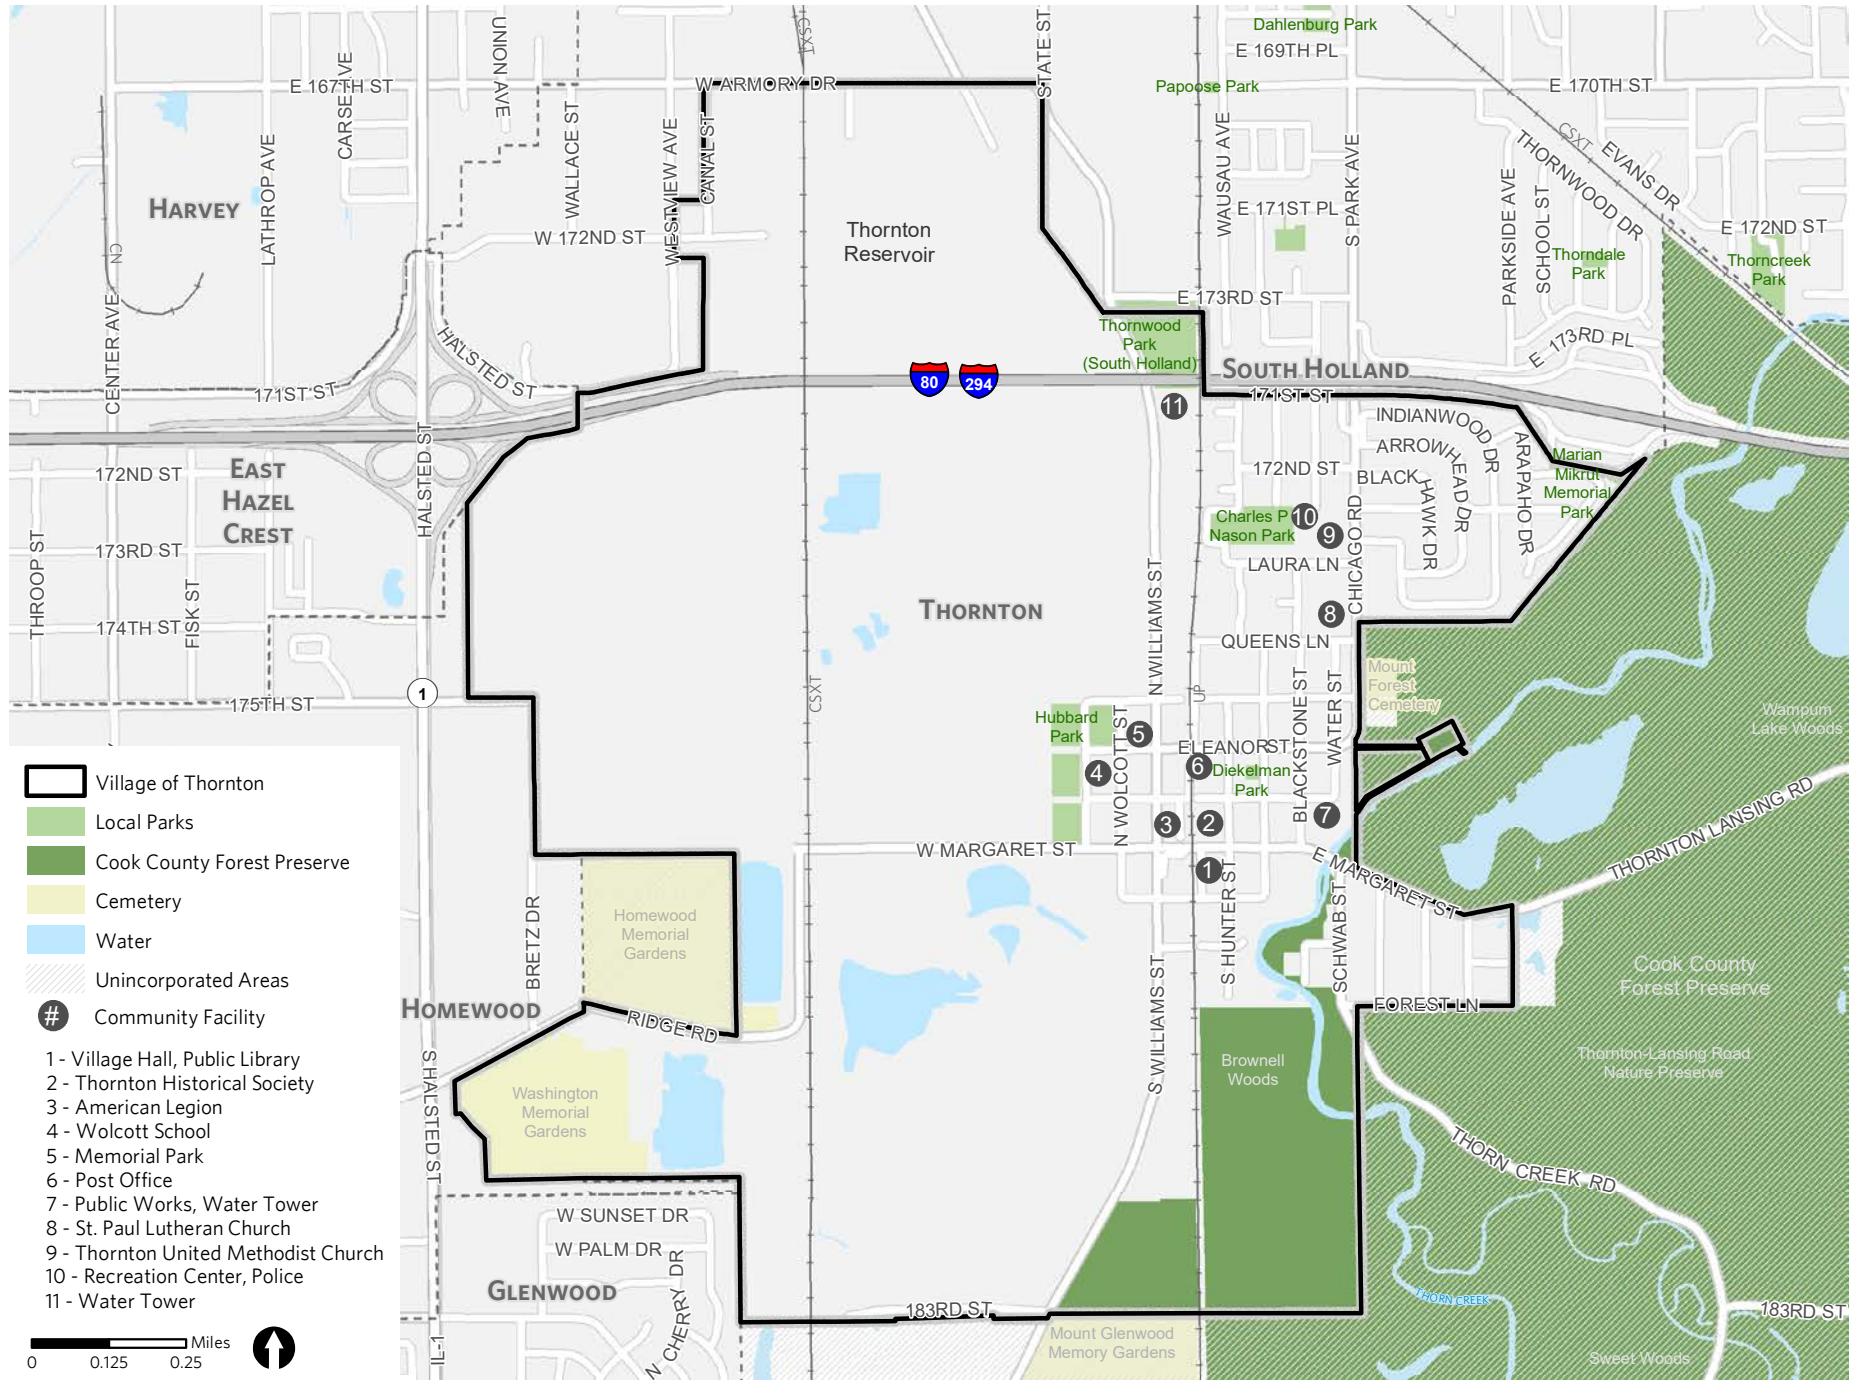 Dahlenburg Park
E 169TH PL
UNION AVE
CSXT
STATE ST
CARSE AVE
E 167TH ST
W ARMORY DR
Papoose Park
E 170TH ST
CSXT
EVANS DR
THORNWOOD DR
LATHROP AVE
WALLACE ST
WESTVIEW AVE
CANAL ST
WAUSAU AVE
S PARK AVE
PARKSIDE AVE
SCHOOL ST
HARVEY
E 171ST PL
E 172ND ST
W 172ND ST
Thornton
Reservoir
CN
Thorndale
Park
Thorncreek
Park
E 173RD ST
CENTER AVE
HALSTED ST
Thornwood
Park
(South Holland)
E 173RD PL
SOUTH HOLLAND
80
294
171ST ST
171ST ST
11
INDIANWOOD DR
HALSTED ST
ARROWHEAD DR
ARAPAHO DR
Marian
Mikrut
Memorial
Park
172ND ST
EAST
HAZEL
CREST
172ND ST
BLACK HAWK DR
Charles P
Nason Park
10
9
CHICAGO RD
THROOP ST
173RD ST
N WILLIAMS ST
LAURA LN
FISK ST
THORNTON
8
174TH ST
QUEENS LN
Mount
Forest
Cemetery
1
CSXT
UP
BLACKSTONE ST
WATER ST
175TH ST
Hubbard
Park
N WOLCOTT ST
5
Wampum
Lake Woods
ELEANOR ST
4
6
Diekelman
Park
Village of Thornton
THORNTON LANSING RD
Local Parks
3
2
7
W MARGARET ST
E MARGARET ST
Cook County Forest Preserve
1
Cemetery
BRETZ DR
Homewood
Memorial
Gardens
S HUNTER ST
SCHWAB ST
Water
Unincorporated Areas
Cook County
Forest Preserve
S WILLIAMS ST
HOMEWOOD
RIDGE RD
FOREST LN
#
Community Facility
1 - Village Hall, Public Library
2 - Thornton Historical Society
3 - American Legion
4 - Wolcott School
5 - Memorial Park
6 - Post Office
7 - Public Works, Water Tower
8 - St. Paul Lutheran Church
9 - Thornton United Methodist Church
10 - Recreation Center, Police
11 - Water Tower
Miles
0
0.125
0.25
S HALSTED ST
Washington
Memorial
Gardens
Brownell
Woods
Thornton-Lansing Road
Nature Preserve
THORN CREEK RD
W SUNSET DR
W PALM DR
GLENWOOD
N CHERRY DR
IL-1
183RD ST
THORN CREEK
183RD ST
Mount Glenwood
Memory Gardens
Sweet Woods